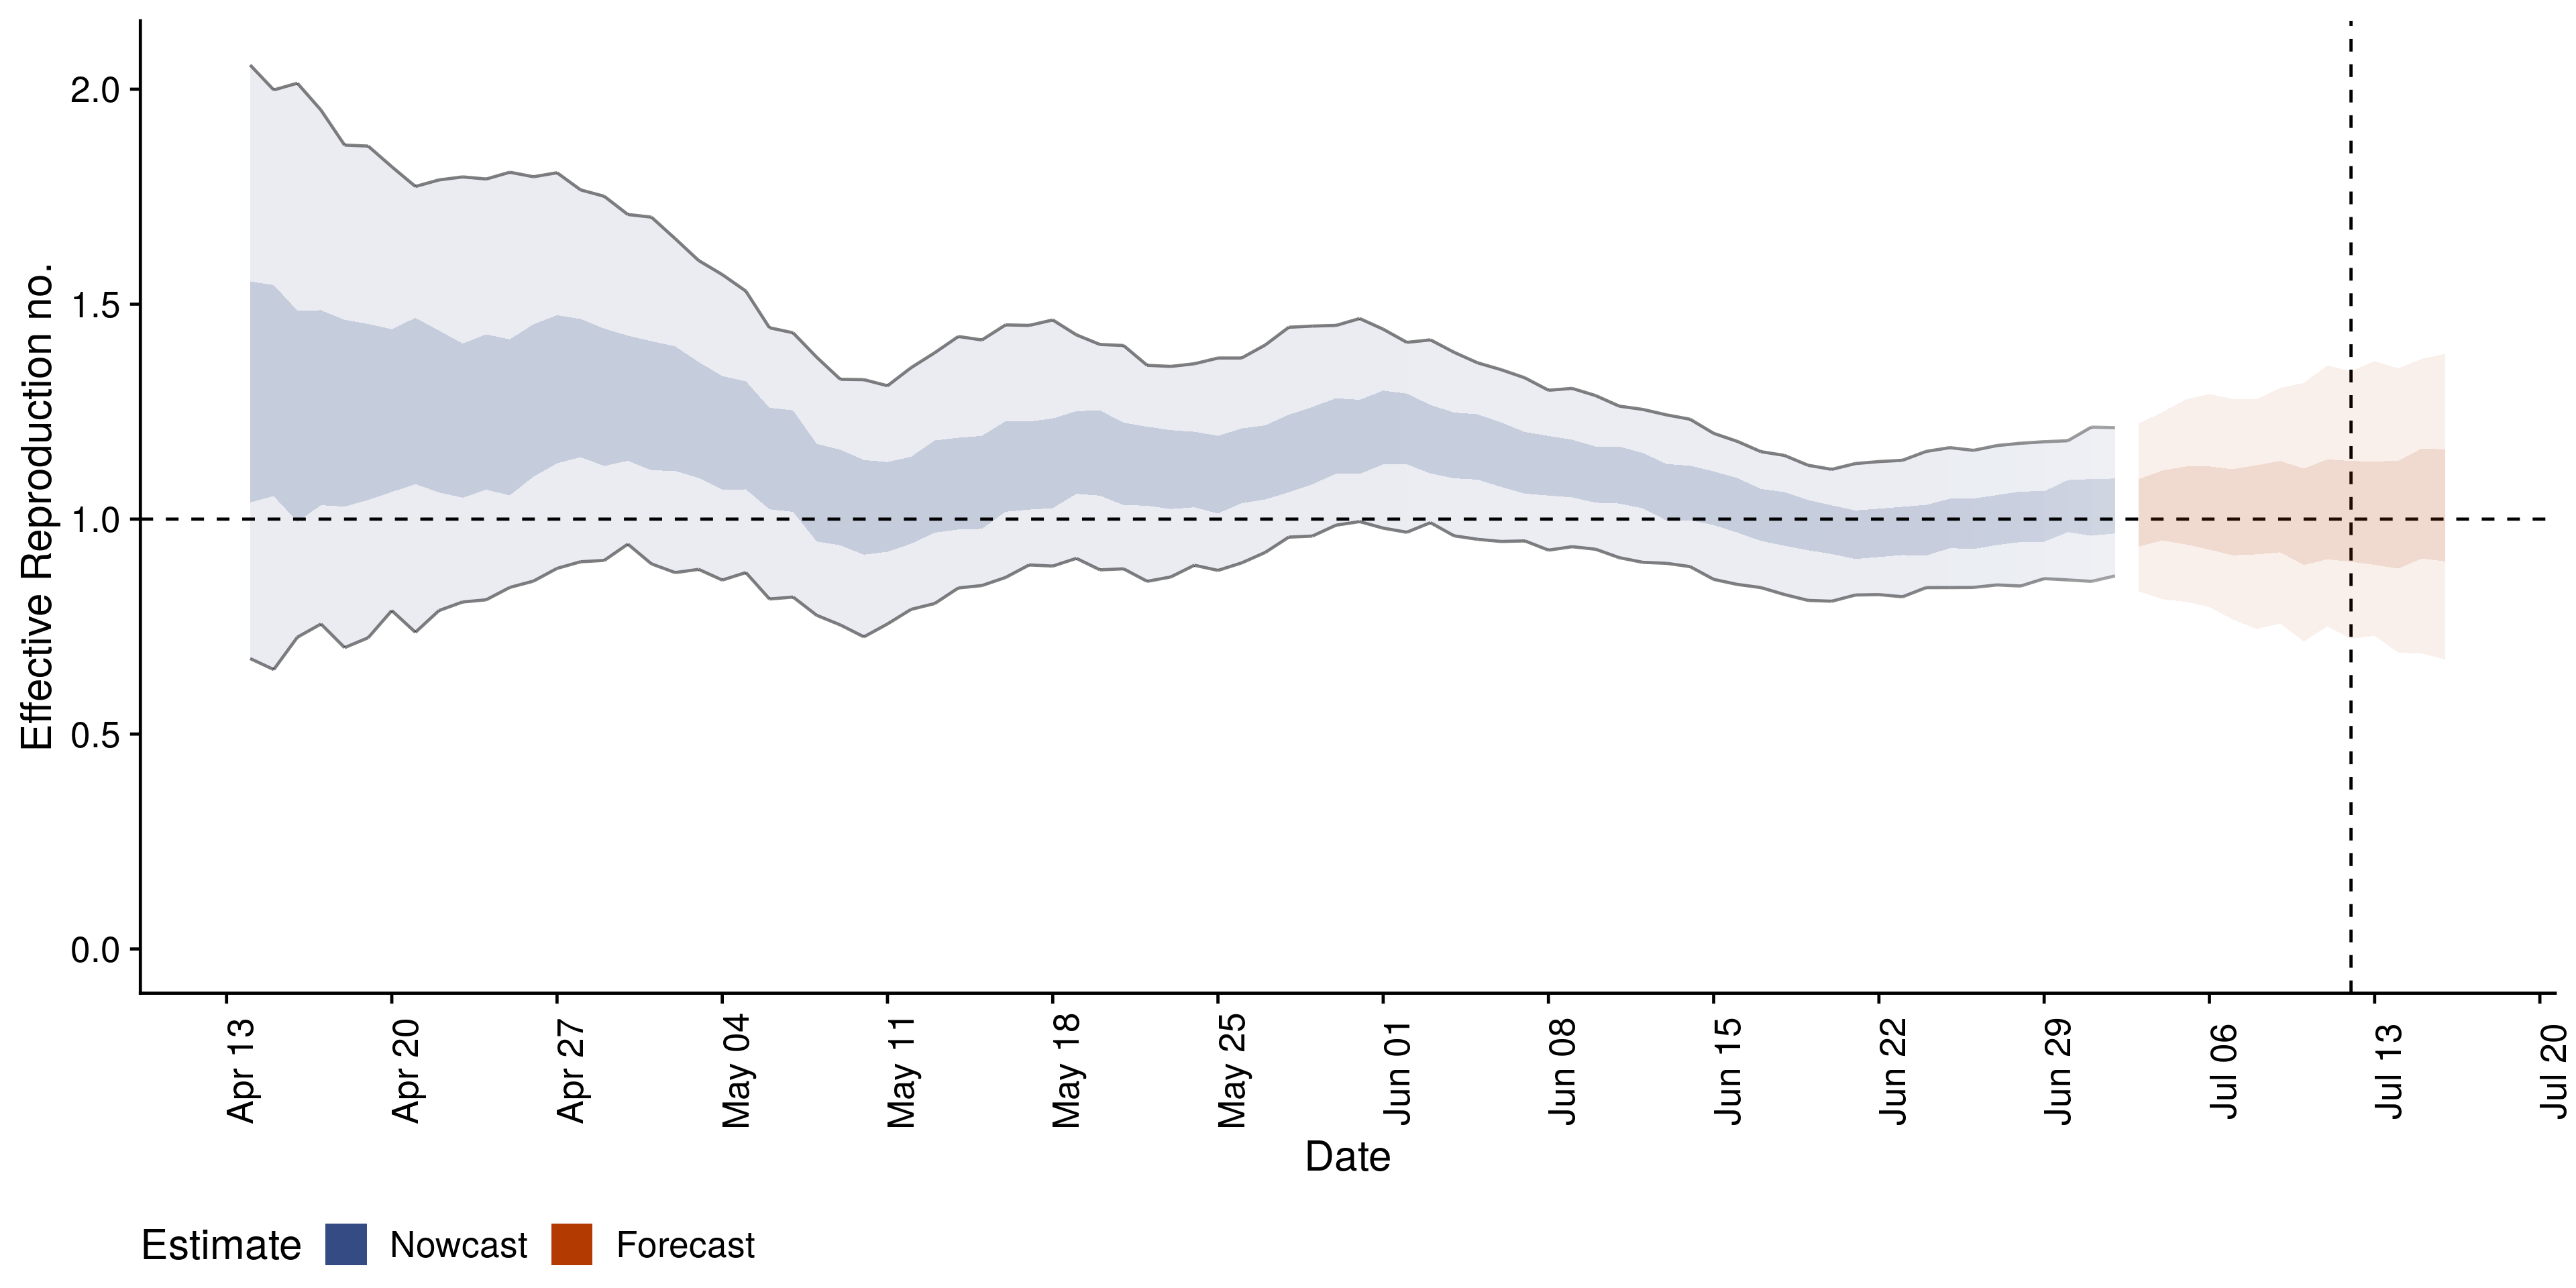 Effective Reproduction no.
2.0
1.5
1.0
0.5
0.0
Apr 13
Apr 20
Apr 27
May 04
May 11
May 18
May 25
Jun 01
Jun 08
Jun 15
Jun 22
Jun 29
Jul 06
Jul 13
Jul 20
Date
Estimate Nowcast Forecast